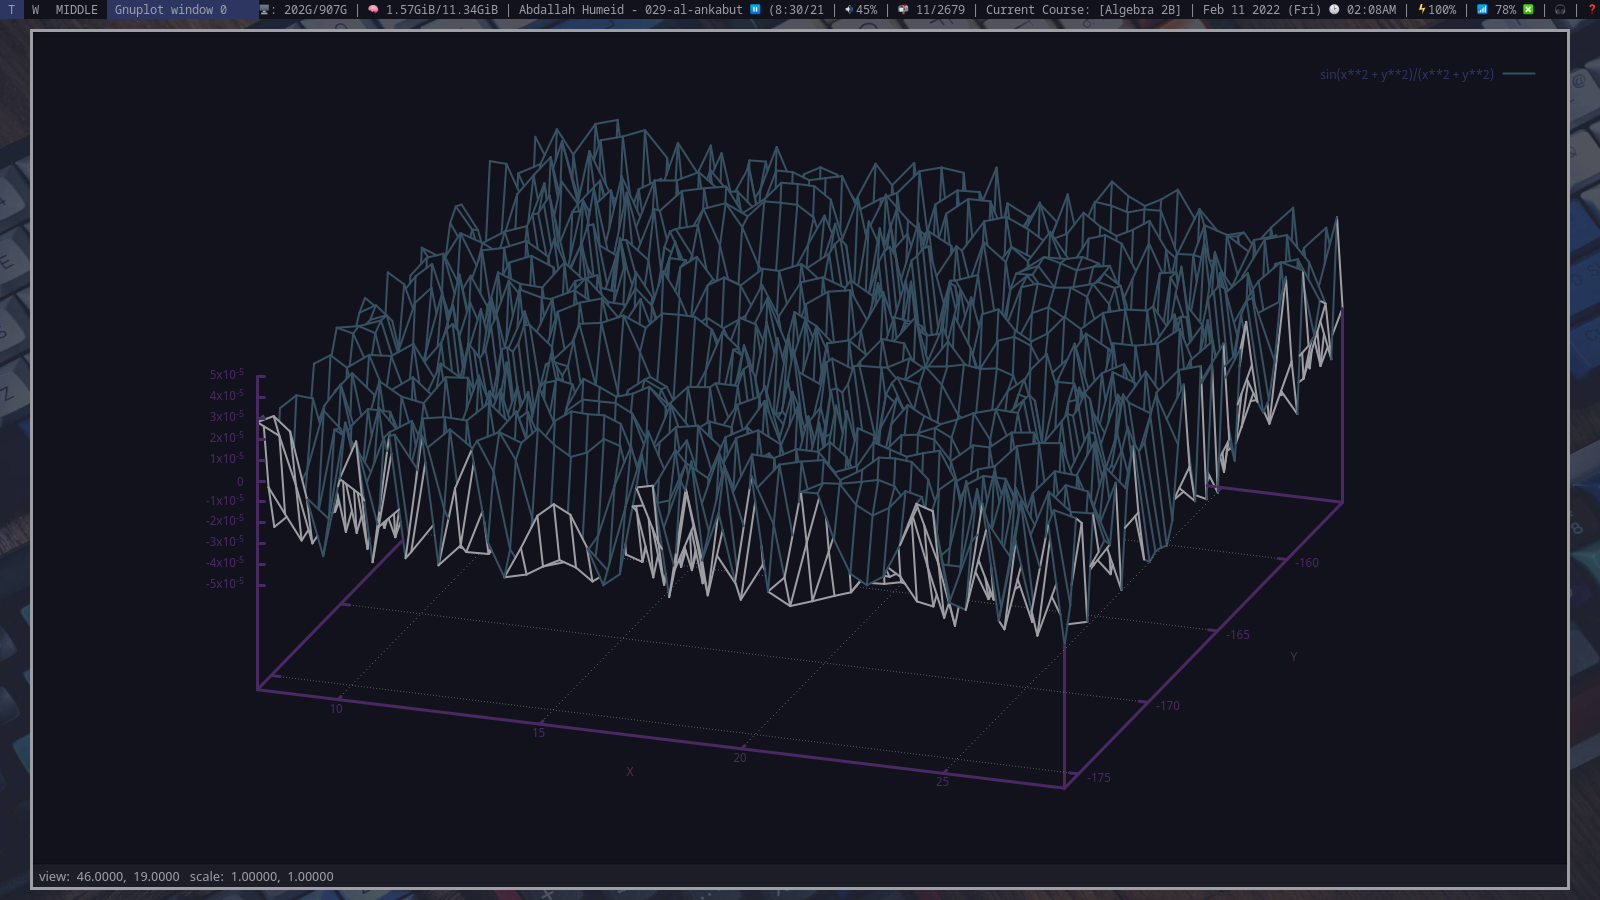 T W MIDDLE Gnuplot window 0 : 202G/907G | 1.57GiB/11.34GiB | Abdallah Humeid - 029-al-ankabut (8:30/21 | 45% | 11/2679 | Current Course: [Algebra 2B] | Feb 11 2022 (Fri) 02:08AM | 100% | 78% | |
sin(x**2 + y**2)/(x**2 + y**2)
5x10⁻⁵
4x10⁻⁵
3x10⁻⁵
2x10⁻⁵
1x10⁻⁵
0
-1x10⁻⁵
-2x10⁻⁵
-3x10⁻⁵
-4x10⁻⁵
-5x10⁻⁵
10
15
20
25
X
-160
-165
-170
-175
Y
view: 46.0000, 19.0000 scale: 1.00000, 1.00000